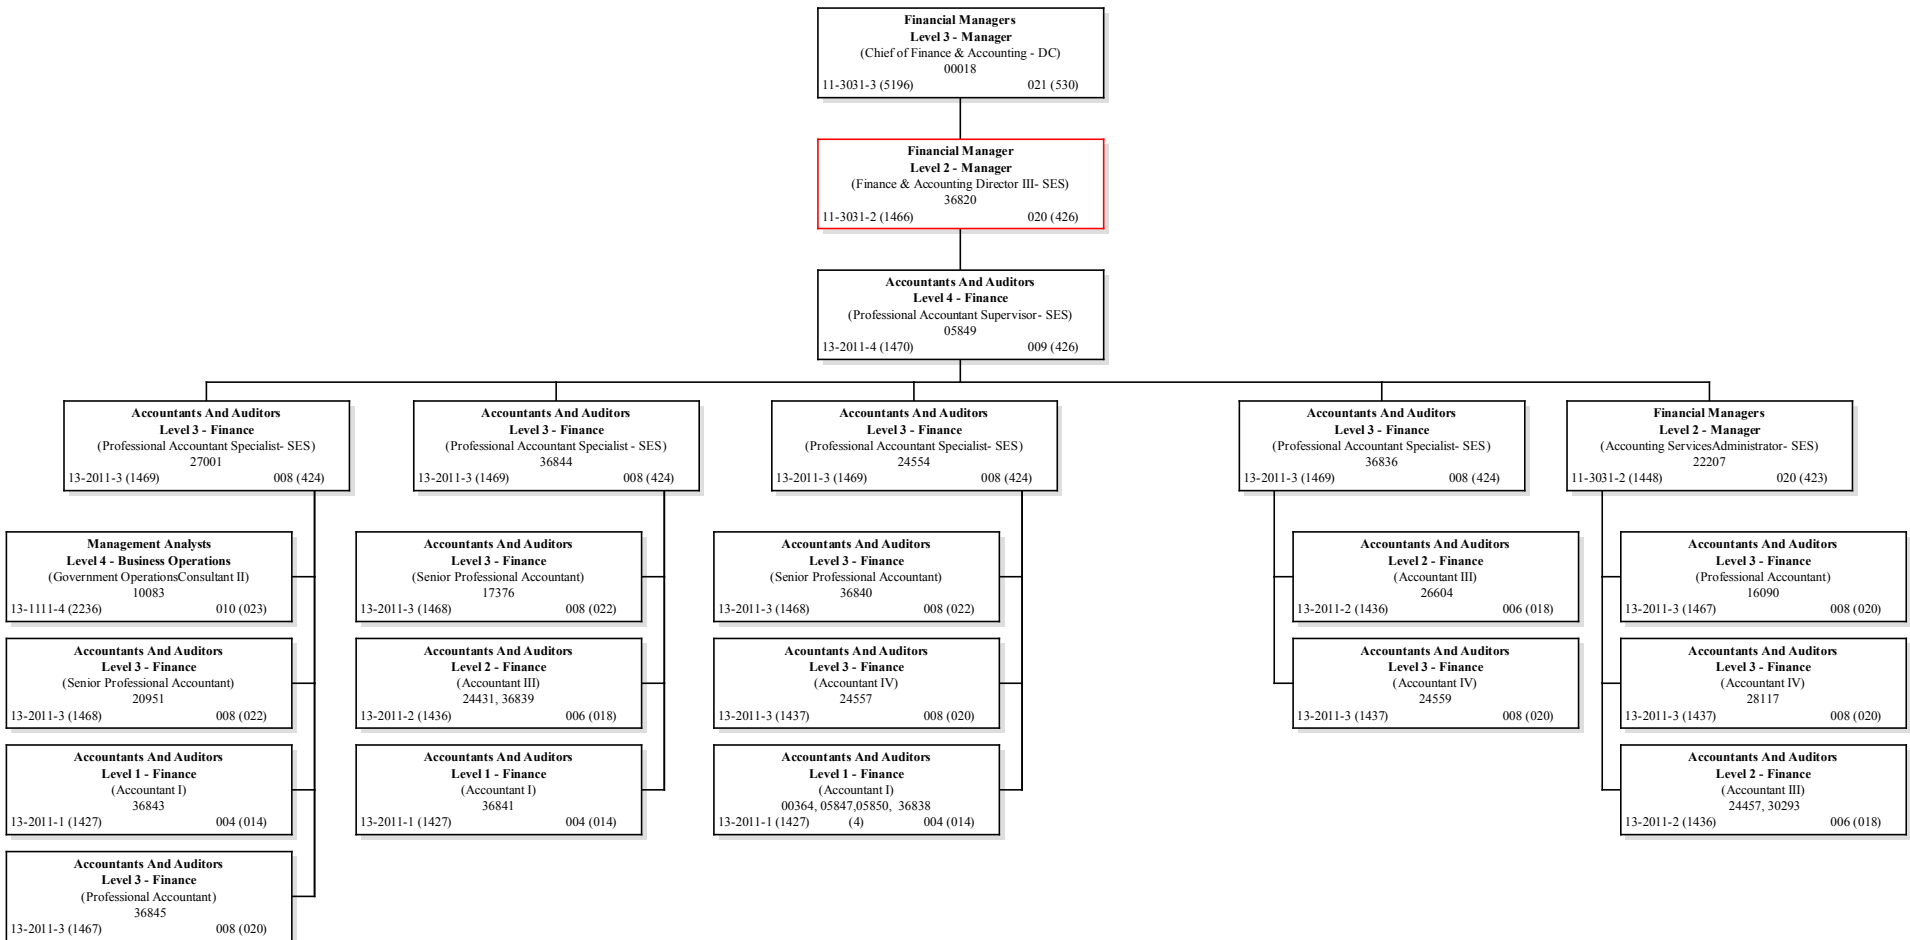 Financial Managers
Level 3 - Manager
(Chief of Finance & Accounting - DC)
00018
11-3031-3 (5196) 021 (530)
Financial Manager
Level 2 - Manager
(Finance & Accounting Director III- SES)
36820
11-3031-2 (1466) 020 (426)
Accountants And Auditors
Level 4 - Finance
(Professional Accountant Supervisor- SES)
05849
13-2011-4 (1470) 009 (426)
Accountants And Auditors
Level 3 - Finance
(Professional Accountant Specialist- SES)
27001
13-2011-3 (1469) 008 (424)
Accountants And Auditors
Level 3 - Finance
(Professional Accountant Specialist - SES)
36844
13-2011-3 (1469) 008 (424)
Accountants And Auditors
Level 3 - Finance
(Professional Accountant Specialist- SES)
24554
13-2011-3 (1469) 008 (424)
Accountants And Auditors
Level 3 - Finance
(Professional Accountant Specialist- SES)
36836
13-2011-3 (1469) 008 (424)
Financial Managers
Level 2 - Manager
(Accounting ServicesAdministrator- SES)
22207
11-3031-2 (1448) 020 (423)
Management Analysts
Level 4 - Business Operations
(Government OperationsConsultant II)
10083
13-1111-4 (2236) 010 (023)
Accountants And Auditors
Level 3 - Finance
(Senior Professional Accountant)
17376
13-2011-3 (1468) 008 (022)
Accountants And Auditors
Level 3 - Finance
(Senior Professional Accountant)
36840
13-2011-3 (1468) 008 (022)
Accountants And Auditors
Level 2 - Finance
(Accountant III)
26604
13-2011-2 (1436) 006 (018)
Accountants And Auditors
Level 3 - Finance
(Professional Accountant)
16090
13-2011-3 (1467) 008 (020)
Accountants And Auditors
Level 3 - Finance
(Senior Professional Accountant)
20951
13-2011-3 (1468) 008 (022)
Accountants And Auditors
Level 2 - Finance
(Accountant III)
24431, 36839
13-2011-2 (1436) 006 (018)
Accountants And Auditors
Level 3 - Finance
(Accountant IV)
24557
13-2011-3 (1437) 008 (020)
Accountants And Auditors
Level 3 - Finance
(Accountant IV)
24559
13-2011-3 (1437) 008 (020)
Accountants And Auditors
Level 3 - Finance
(Accountant IV)
28117
13-2011-3 (1437) 008 (020)
Accountants And Auditors
Level 1 - Finance
(Accountant I)
36843
13-2011-1 (1427) 004 (014)
Accountants And Auditors
Level 1 - Finance
(Accountant I)
36841
13-2011-1 (1427) 004 (014)
Accountants And Auditors
Level 1 - Finance
(Accountant I)
00364, 05847,05850, 36838
13-2011-1 (1427) (4) 004 (014)
Accountants And Auditors
Level 2 - Finance
(Accountant III)
24457, 30293
13-2011-2 (1436) 006 (018)
Accountants And Auditors
Level 3 - Finance
(Professional Accountant)
36845
13-2011-3 (1467) 008 (020)